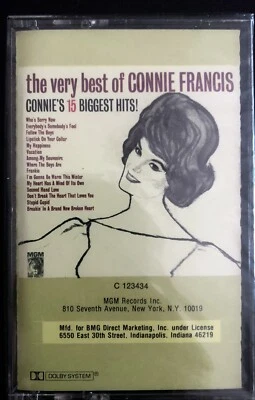 the very best of CONNIE FRANCIS
CONNIE'S 15 BIGGEST HITS!
Who's Sorry Now
Everybody's Somebody's Fool
Follow The Boys
Lipstick On Your Collar
My Happiness
Vacation
Among My Souvenirs
Where The Boys Are
Frankie
I'm Gonna Be Warm This Winter
My Heart Has A Mind Of Its Own
Second Hand Love
Don't Break The Heart That Loves You
Stupid Cupid
Breakin' In A Brand New Broken Heart
MGM
C 123434
MGM Records Inc.
810 Seventh Avenue, New York, N.Y. 10019
Mfd. for BMG Direct Marketing, Inc. under License
6550 East 30th Street, Indianapolis, Indiana 46219
DOLBY SYSTEM®